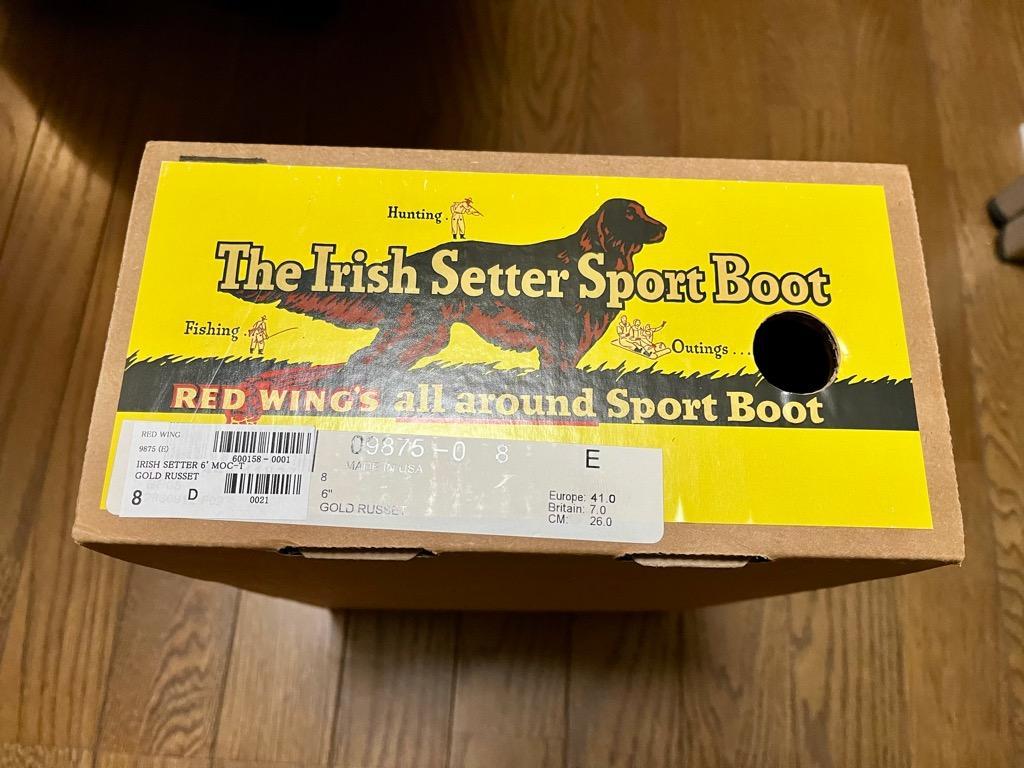 Hunting .
The Irish Setter Sport Boot
Fishing .
Outings ...
RED WING'S all around Sport Boot
RED WING
9875 (E)
600158-0001
IRISH SETTER 6' MOC-T
GOLD RUSSET
8 D
0021
09875-0 8 E
MADE IN USA
8
6"
GOLD RUSSET
Europe: 41.0
Britain: 7.0
CM: 26.0